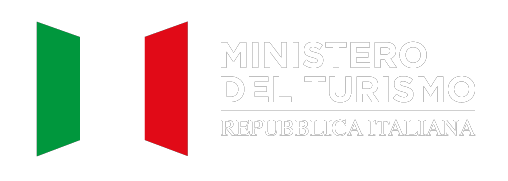 MINISTERO
DEL TURISMO
REPUBBLICA ITALIANA